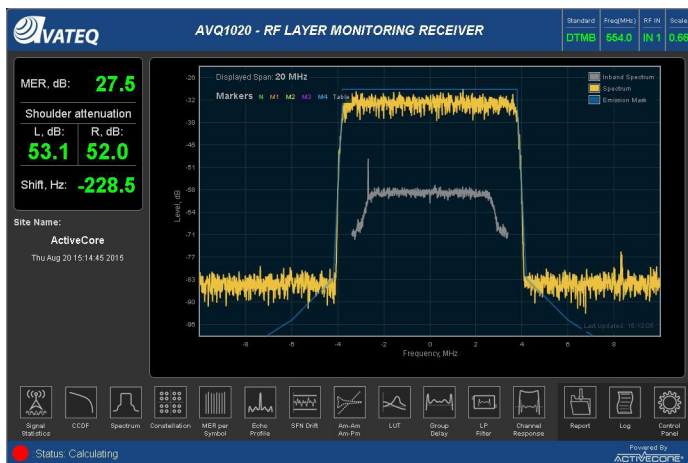 AVATEQ
AVQ1020 - RF LAYER MONITORING RECEIVER
Standard Freq(MHz) RF IN Scale
DTMB 554.0 IN 1 0.66
MER, dB: 27.5
Shoulder attenuation
L, dB: R, dB:
53.1 52.0
Shift, Hz: -228.5
Site Name:
ActiveCore
Thu Aug 20 15:14:45 2015
Displayed Span: 20 MHz
Markers N M1 M2 M3 M4 Table
Inband Spectrum
Spectrum
Emission Mask
Level, dB
-26
-32
-38
-45
-51
-58
-64
-71
-77
-83
-90
-96
-8 -6 -4 -2 0 2 4 6 8
Frequency, MHz
Last Updated: 15:13:06
Signal Statistics
CCDF
Spectrum
Constellation
MER per Symbol
Echo Profile
SFN Drift
Am-Am Am-Pm
LUT
Group Delay
LP Filter
Channel Response
Report
Log
Control Panel
Status: Calculating
Powered By
ACTIVECORE